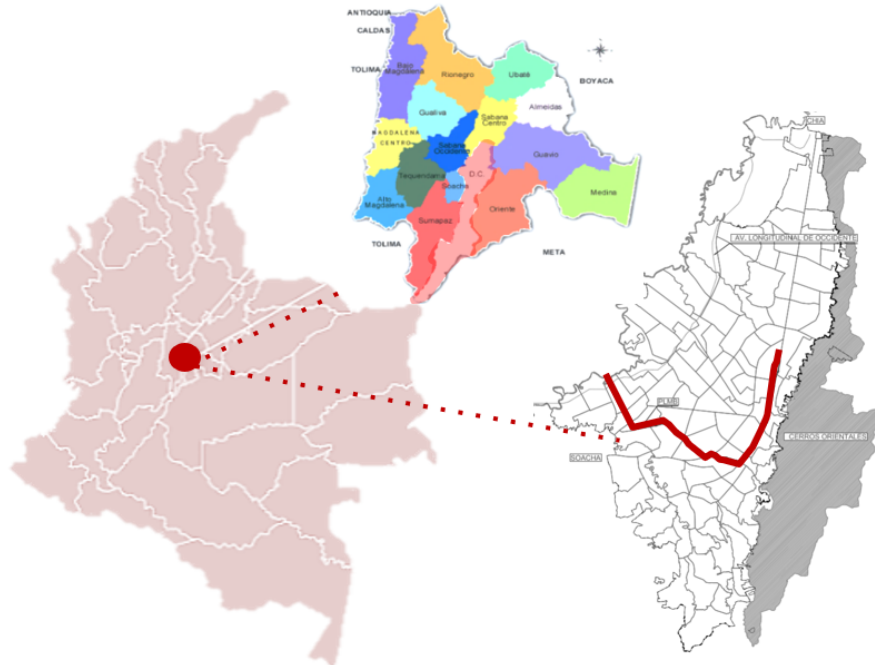 ANTIOQUIA
CALDAS
TOLIMA
Bajo
Magdalena
Rionegro
Ubaté
BOYACA
Almeidas
Gualiva
Sabana
Centro
MAGDALENA
CENTRO
Sabana
Occidente
Guavio
Tequendama
D.C.
Soacha
Medina
Alto
Magdalena
Sumapaz
Oriente
TOLIMA
META
CHIA
AV. LONGITUDINAL DE OCCIDENTE
PLMB
CERROS ORIENTALES
SOACHA